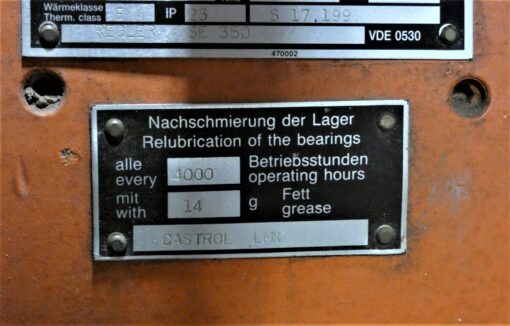 Wärmeklasse
Therm. class IP 23 S 17.199
REGLER SE 350 VDE 0530
470002
Nachschmierung der Lager
Relubrication of the bearings
alle Betriebsstunden
every 4000 operating hours
mit Fett
with 14 g grease
CASTROL LMX